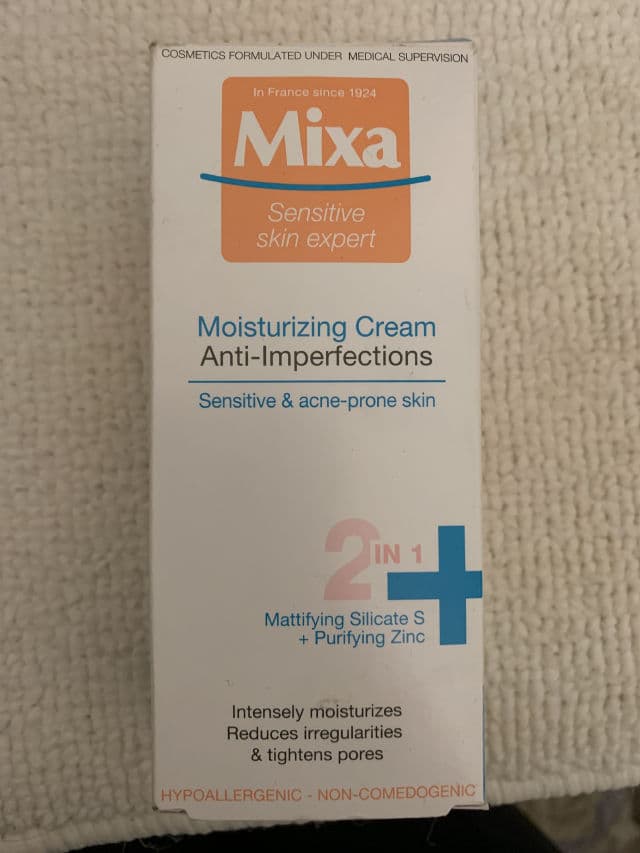 COSMETICS FORMULATED UNDER MEDICAL SUPERVISION
In France since 1924
Mixa
Sensitive
skin expert
Moisturizing Cream
Anti-Imperfections
Sensitive & acne-prone skin
2 IN 1
Mattifying Silicate S
+ Purifying Zinc
Intensely moisturizes
Reduces irregularities
& tightens pores
HYPOALLERGENIC - NON-COMEDOGENIC